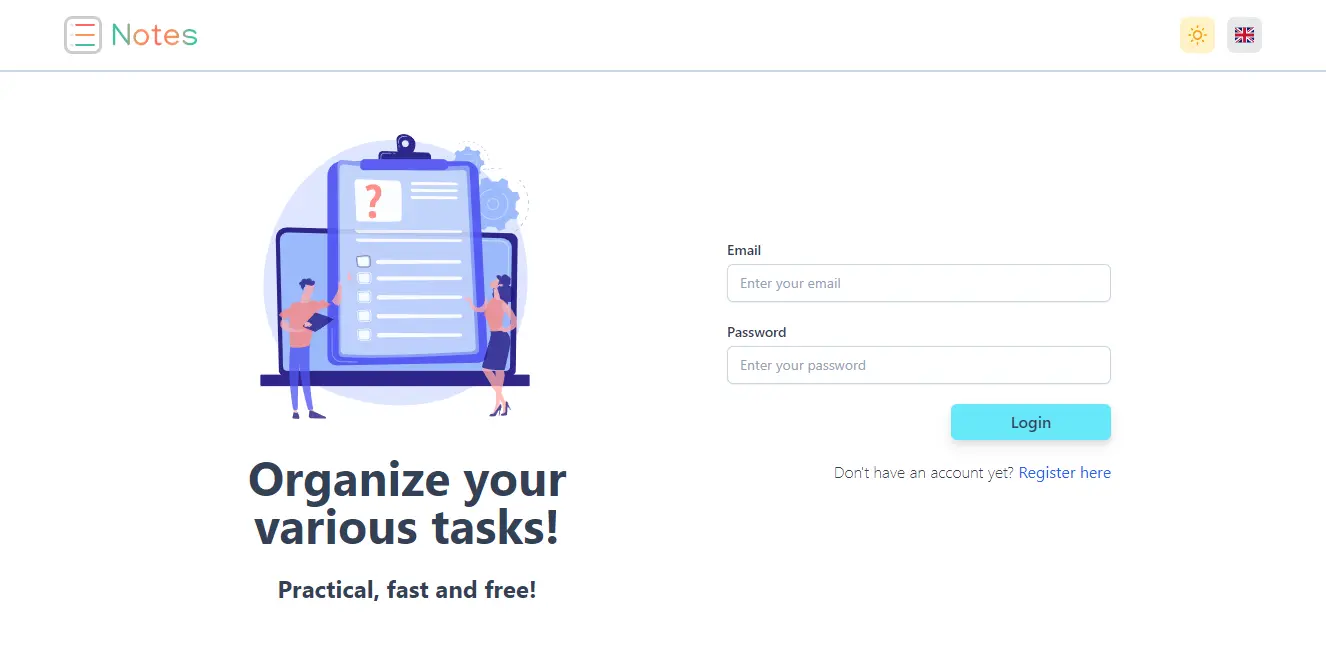 Notes
?
Organize your
various tasks!
Practical, fast and free!
Email
Enter your email
Password
Enter your password
Login
Don't have an account yet? Register here